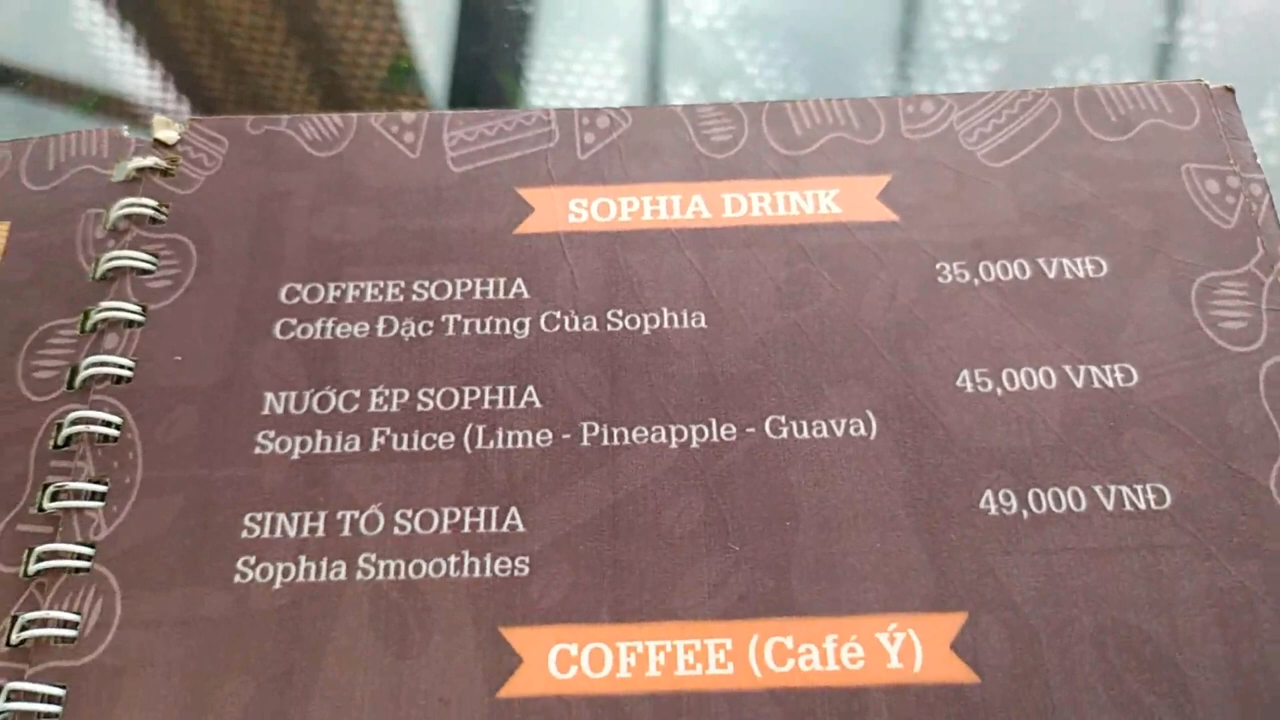 SOPHIA DRINK
COFFEE SOPHIA 35,000 VNĐ
Coffee Đặc Trưng Của Sophia
NƯỚC ÉP SOPHIA 45,000 VNĐ
Sophia Fuice (Lime - Pineapple - Guava)
SINH TỐ SOPHIA 49,000 VNĐ
Sophia Smoothies
COFFEE (Café Ý)